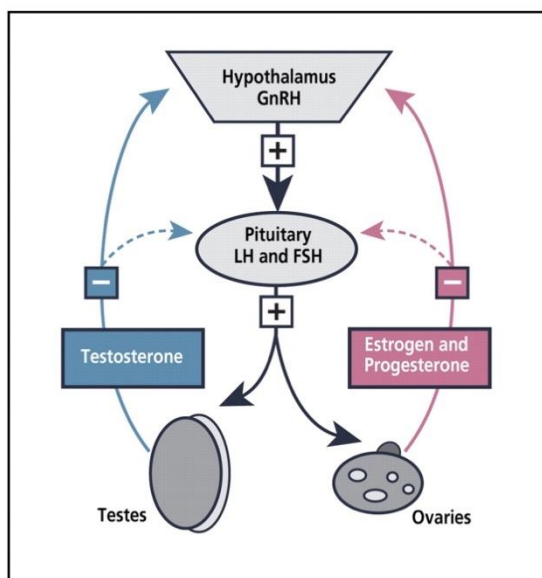 Hypothalamus
GnRH
+
Pituitary
LH and FSH
−
−
+
Testosterone
Estrogen and
Progesterone
Testes
Ovaries